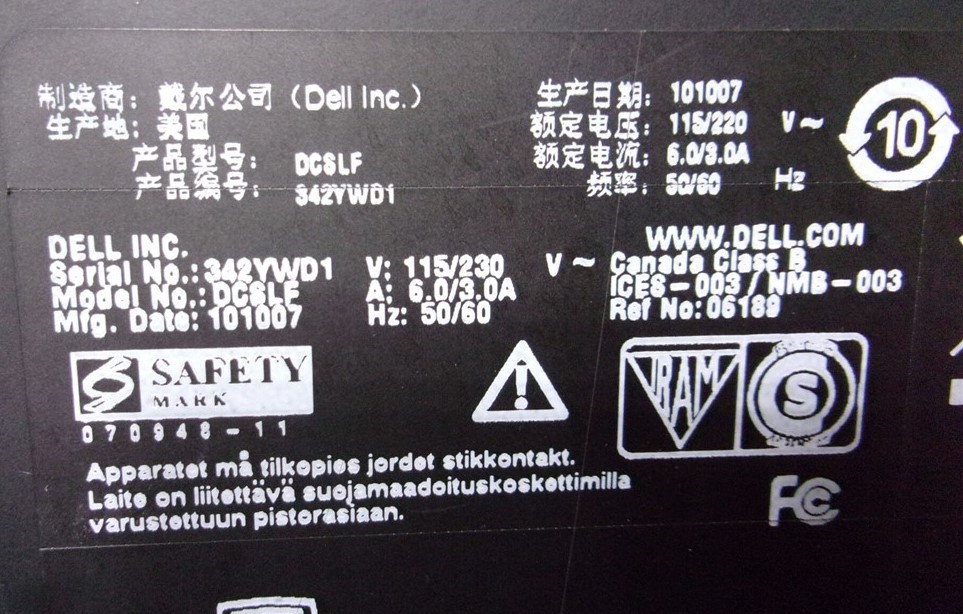 制造商：戴尔公司（Dell Inc.）
生产地：美国
产品型号： DCSLF
产品编号： 342YWD1
生产日期：101007
额定电压：115/220 V~
额定电流：6.0/3.0A
频率：50/60 Hz
10
DELL INC.
Serial No.: 342YWD1
Model No.: DCSLF
Mfg. Date: 101007
V: 115/230 V ~
A: 6.0/3.0A
Hz: 50/60
WWW.DELL.COM
Canada Class B
ICES-003 / NMB-003
Ref No: 06189
SAFETY
MARK
070948-11
IRAM
S
Apparatet må tilkopies jordet stikkontakt.
Laite on liitettävä suojamaadoituskoskettimilla
varustettuun pistorasiaan.
FC